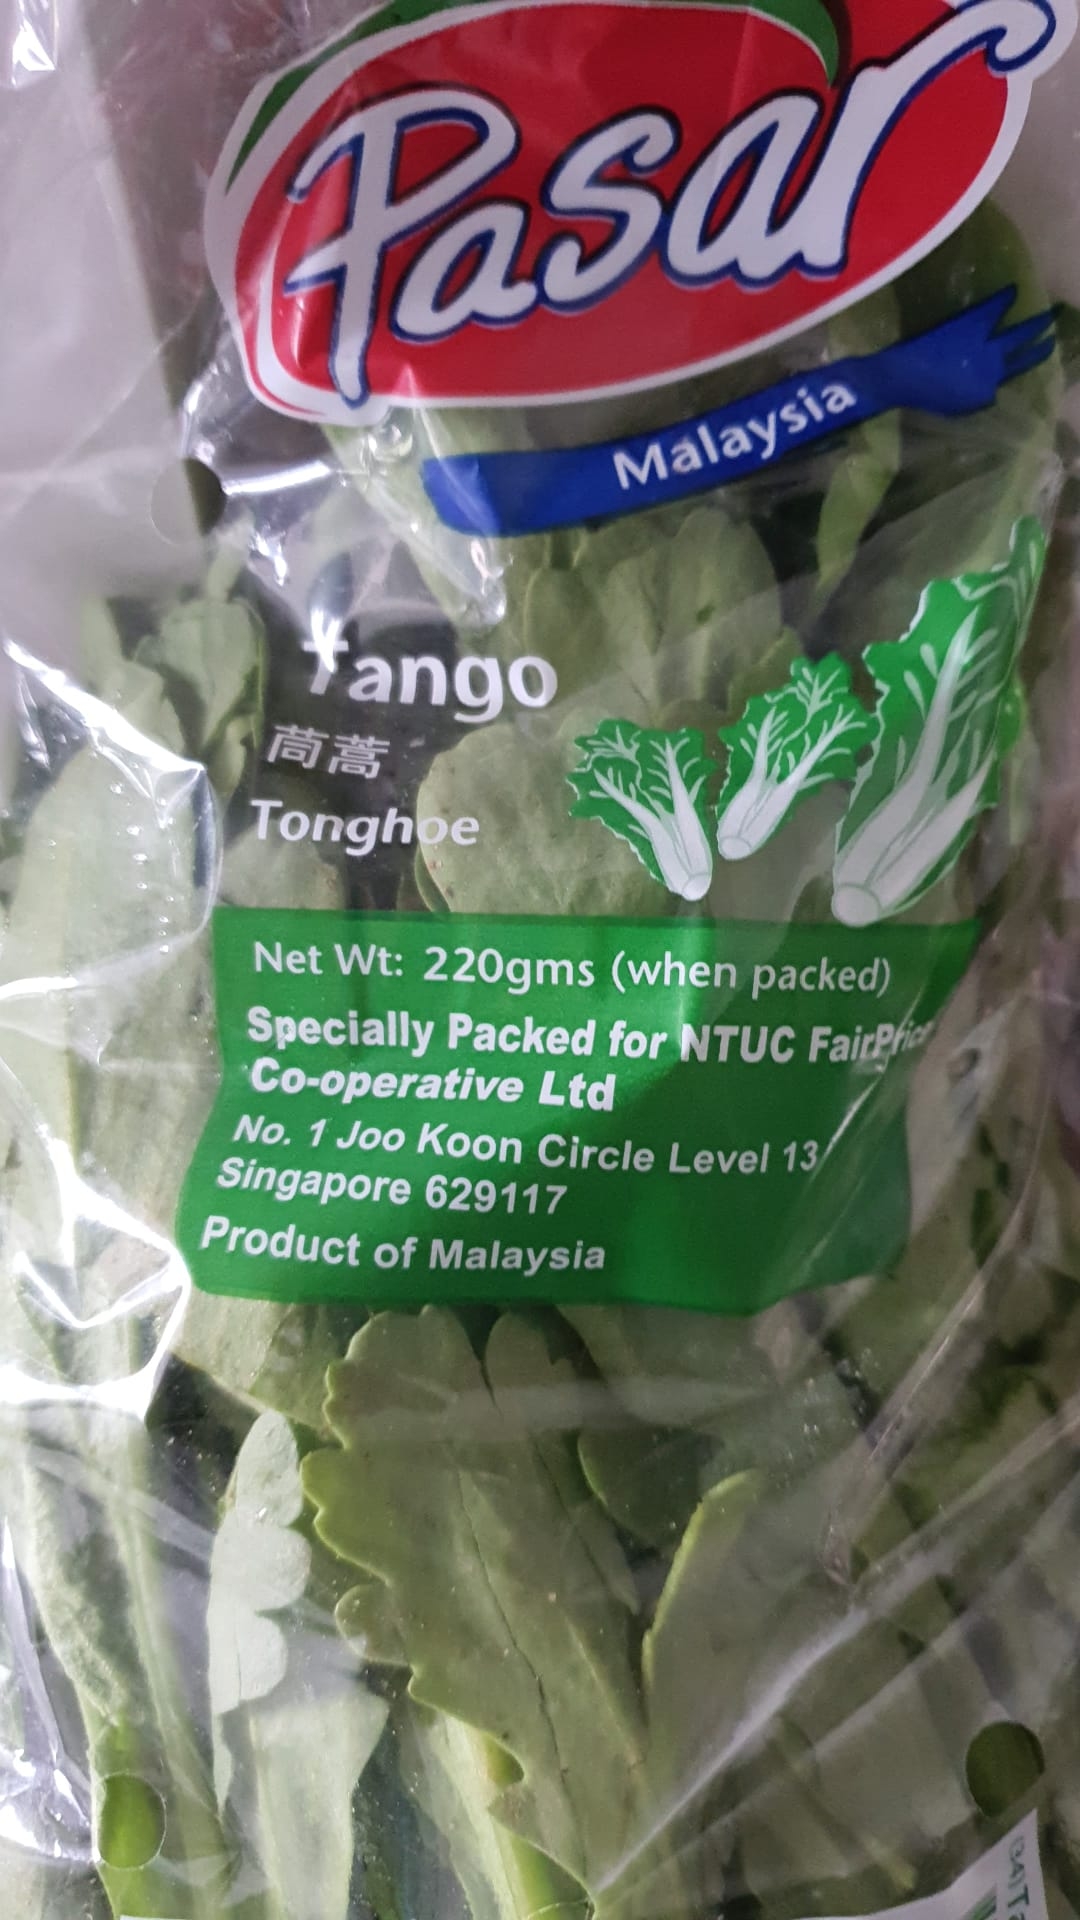 Pasar
Malaysia
Tango
茼蒿
Tonghoe
Net Wt: 220gms (when packed)
Specially Packed for NTUC FairPrice
Co-operative Ltd
No. 1 Joo Koon Circle Level 13
Singapore 629117
Product of Malaysia